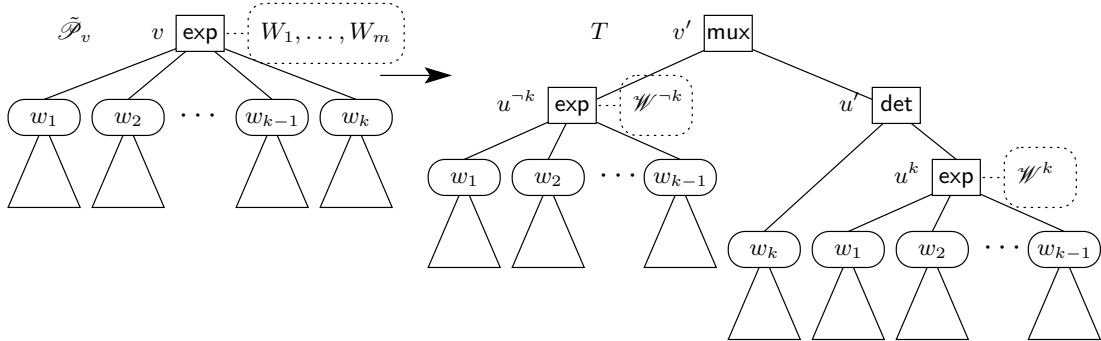 𝒫̃_v v exp W_1, …, W_m T v′ mux
u^{¬k} exp 𝒲^{¬k} u′ det
w_1 w_2 ⋯ w_{k−1} w_k
w_1 w_2 ⋯ w_{k−1} u^k exp 𝒲^k
w_k w_1 w_2 ⋯ w_{k−1}